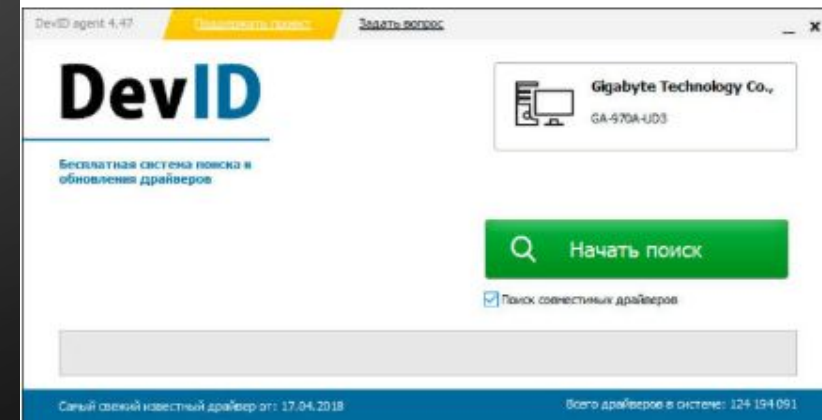 DevID agent 4.47
Поддержать проект
Задать вопрос
DevID
Gigabyte Technology Co.,
GA-970A-UD3
Бесплатная система поиска и
обновления драйверов
Начать поиск
Поиск совместимых драйверов
Самый свежий известный драйвер от: 17.04.2018
Всего драйверов в системе: 124 194 091